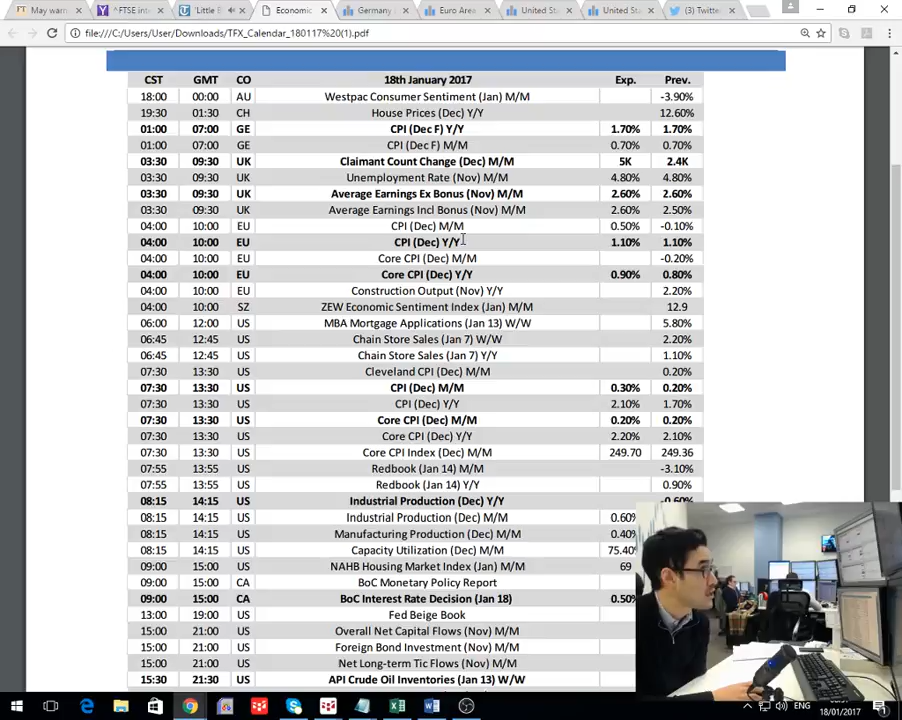 May warn
^FTSE inte
'Little B
Economic
Germany
Euro Area
United St
United Sta
(3) Twitter
file:///C:/Users/User/Downloads/TFX_Calendar_180117%20(1).pdf
CST GMT CO 18th January 2017 Exp. Prev.
18:00 00:00 AU Westpac Consumer Sentiment (Jan) M/M -3.90%
19:30 01:30 CH House Prices (Dec) Y/Y 12.60%
01:00 07:00 GE CPI (Dec F) Y/Y 1.70% 1.70%
01:00 07:00 GE CPI (Dec F) M/M 0.70% 0.70%
03:30 09:30 UK Claimant Count Change (Dec) M/M 5K 2.4K
03:30 09:30 UK Unemployment Rate (Nov) M/M 4.80% 4.80%
03:30 09:30 UK Average Earnings Ex Bonus (Nov) M/M 2.60% 2.60%
03:30 09:30 UK Average Earnings Incl Bonus (Nov) M/M 2.60% 2.50%
04:00 10:00 EU CPI (Dec) M/M 0.50% -0.10%
04:00 10:00 EU CPI (Dec) Y/Y 1.10% 1.10%
04:00 10:00 EU Core CPI (Dec) M/M -0.20%
04:00 10:00 EU Core CPI (Dec) Y/Y 0.90% 0.80%
04:00 10:00 EU Construction Output (Nov) Y/Y 2.20%
04:00 10:00 SZ ZEW Economic Sentiment Index (Jan) M/M 12.9
06:00 12:00 US MBA Mortgage Applications (Jan 13) W/W 5.80%
06:45 12:45 US Chain Store Sales (Jan 7) W/W 2.20%
06:45 12:45 US Chain Store Sales (Jan 7) Y/Y 1.10%
07:30 13:30 US Cleveland CPI (Dec) M/M 0.20%
07:30 13:30 US CPI (Dec) M/M 0.30% 0.20%
07:30 13:30 US CPI (Dec) Y/Y 2.10% 1.70%
07:30 13:30 US Core CPI (Dec) M/M 0.20% 0.20%
07:30 13:30 US Core CPI (Dec) Y/Y 2.20% 2.10%
07:30 13:30 US Core CPI Index (Dec) M/M 249.70 249.36
07:55 13:55 US Redbook (Jan 14) M/M -3.10%
07:55 13:55 US Redbook (Jan 14) Y/Y 0.90%
08:15 14:15 US Industrial Production (Dec) Y/Y -0.60%
08:15 14:15 US Industrial Production (Dec) M/M 0.60%
08:15 14:15 US Manufacturing Production (Dec) M/M 0.40%
08:15 14:15 US Capacity Utilization (Dec) M/M 75.40%
09:00 15:00 US NAHB Housing Market Index (Jan) M/M 69
09:00 15:00 CA BoC Monetary Policy Report
09:00 15:00 CA BoC Interest Rate Decision (Jan 18) 0.50%
13:00 19:00 US Fed Beige Book
15:00 21:00 US Overall Net Capital Flows (Nov) M/M
15:00 21:00 US Foreign Bond Investment (Nov) M/M
15:00 21:00 US Net Long-term Tic Flows (Nov) M/M
15:30 21:30 US API Crude Oil Inventories (Jan 13) W/W
ENG
18/01/2017